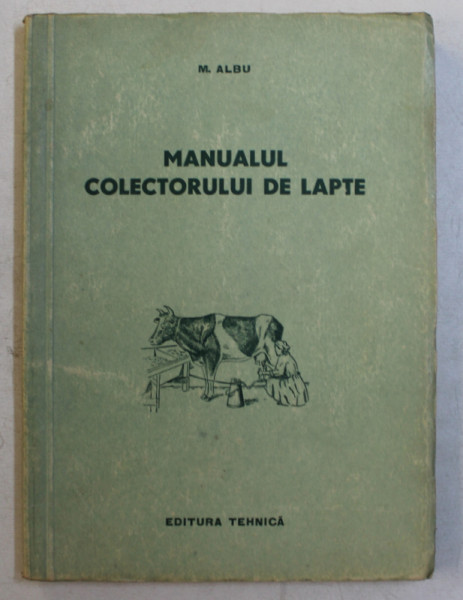 M. ALBU
MANUALUL
COLECTORULUI DE LAPTE
EDITURA TEHNICĂ